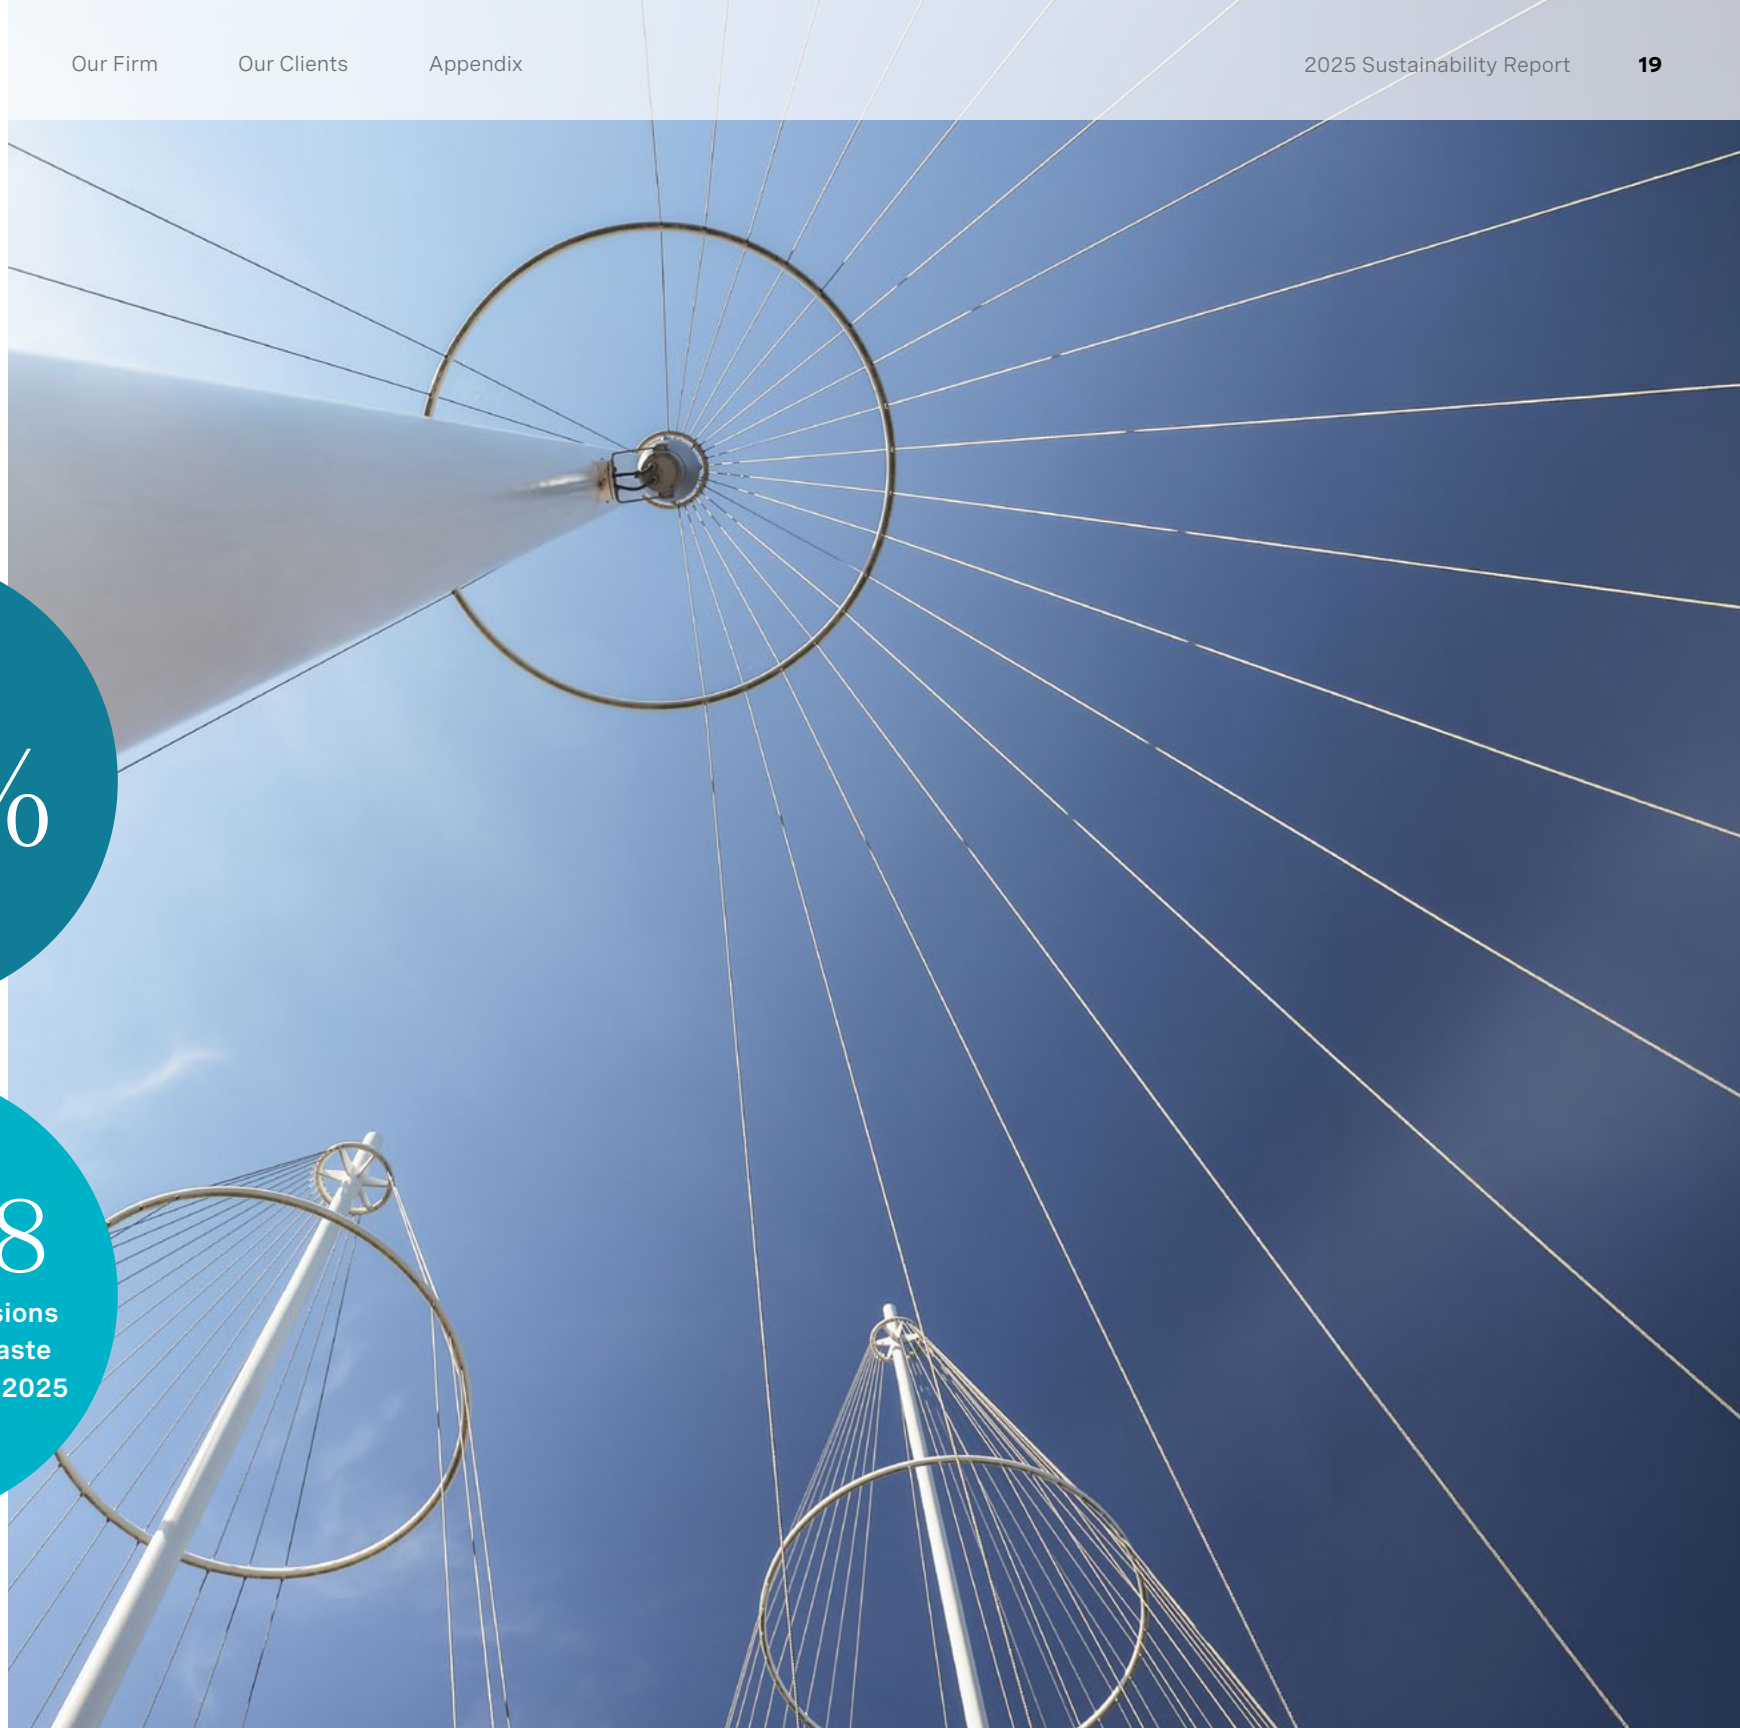 Our Firm Our Clients Appendix 2025 Sustainability Report 19
%
8
sions
aste
2025